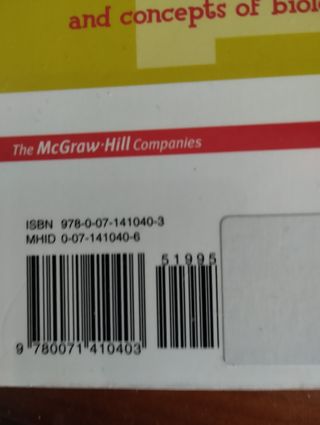 and concepts of
The McGraw·Hill Companies
ISBN 978-0-07-141040-3
MHID 0-07-141040-6
51995
9 780071 410403